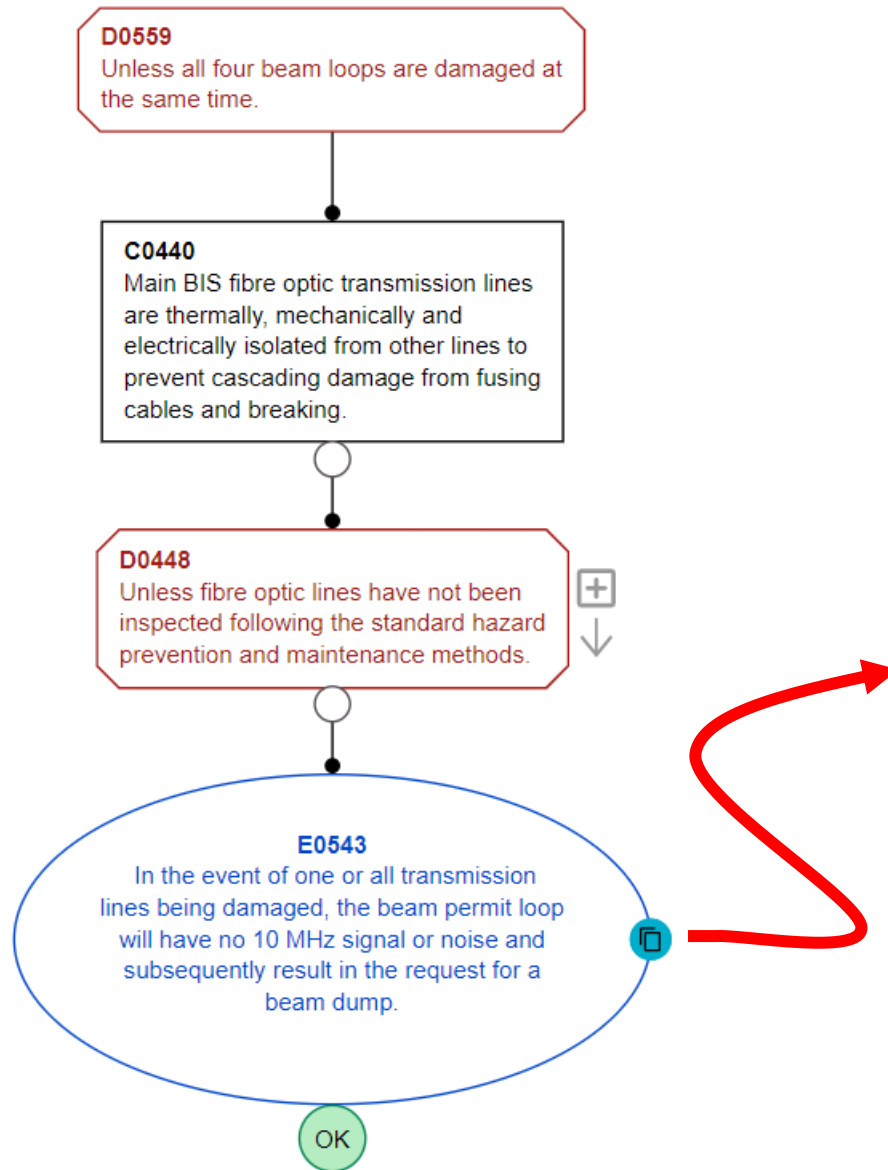 D0559
Unless all four beam loops are damaged at
the same time.
C0440
Main BIS fibre optic transmission lines
are thermally, mechanically and
electrically isolated from other lines to
prevent cascading damage from fusing
cables and breaking.
D0448
Unless fibre optic lines have not been
inspected following the standard hazard
prevention and maintenance methods.
E0543
In the event of one or all transmission
lines being damaged, the beam permit loop
will have no 10 MHz signal or noise and
subsequently result in the request for a
beam dump.
OK